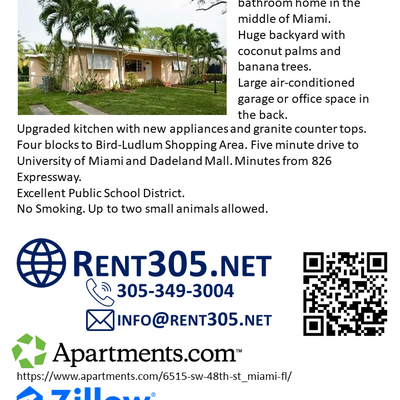 bathroom home in the
middle of Miami.
Huge backyard with
coconut palms and
banana trees.
Large air-conditioned
garage or office space in
the back.
Upgraded kitchen with new appliances and granite counter tops.
Four blocks to Bird-Ludlum Shopping Area. Five minute drive to
University of Miami and Dadeland Mall. Minutes from 826
Expressway.
Excellent Public School District.
No Smoking. Up to two small animals allowed.
RENT305.NET
305-349-3004
INFO@RENT305.NET
Apartments.com™
https://www.apartments.com/6515-sw-48th-st_miami-fl/
Zillow®